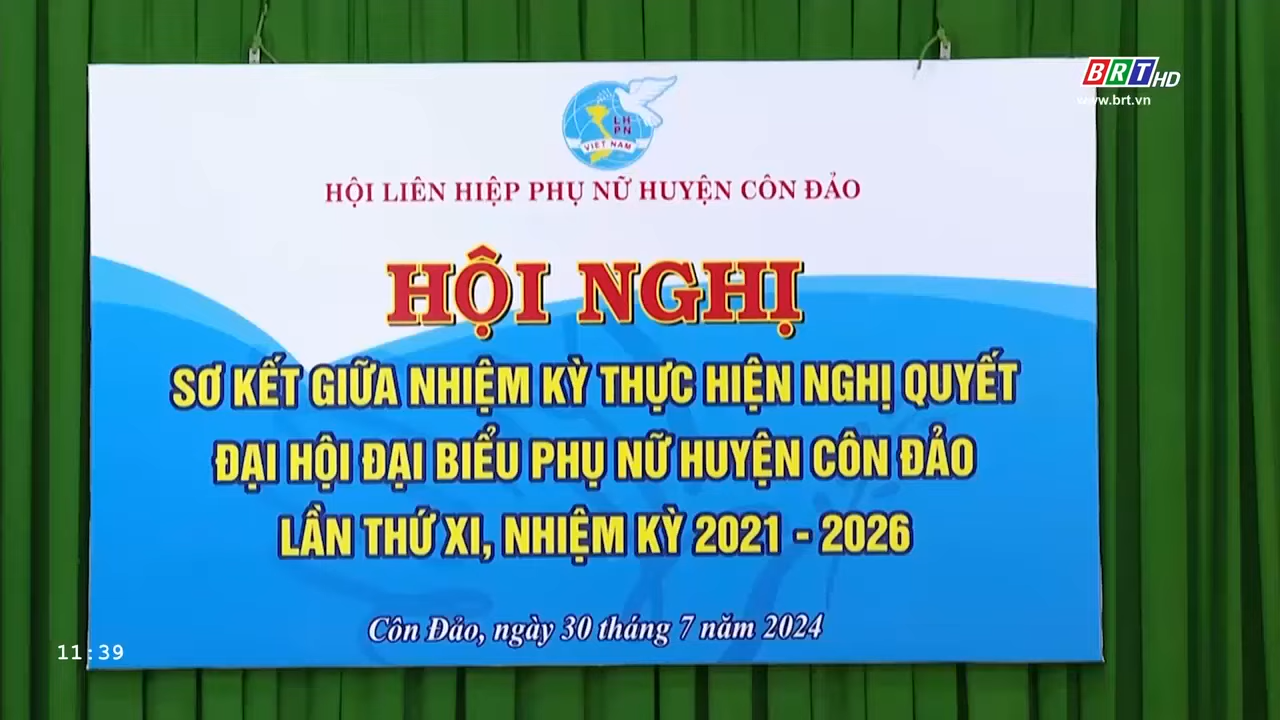 BRT HD
www.brt.vn
LH
PN
VIỆT NAM
HỘI LIÊN HIỆP PHỤ NỮ HUYỆN CÔN ĐẢO
HỘI NGHỊ
SƠ KẾT GIỮA NHIỆM KỲ THỰC HIỆN NGHỊ QUYẾT
ĐẠI HỘI ĐẠI BIỂU PHỤ NỮ HUYỆN CÔN ĐẢO
LẦN THỨ XI, NHIỆM KỲ 2021 - 2026
Côn Đảo, ngày 30 tháng 7 năm 2024
11:39